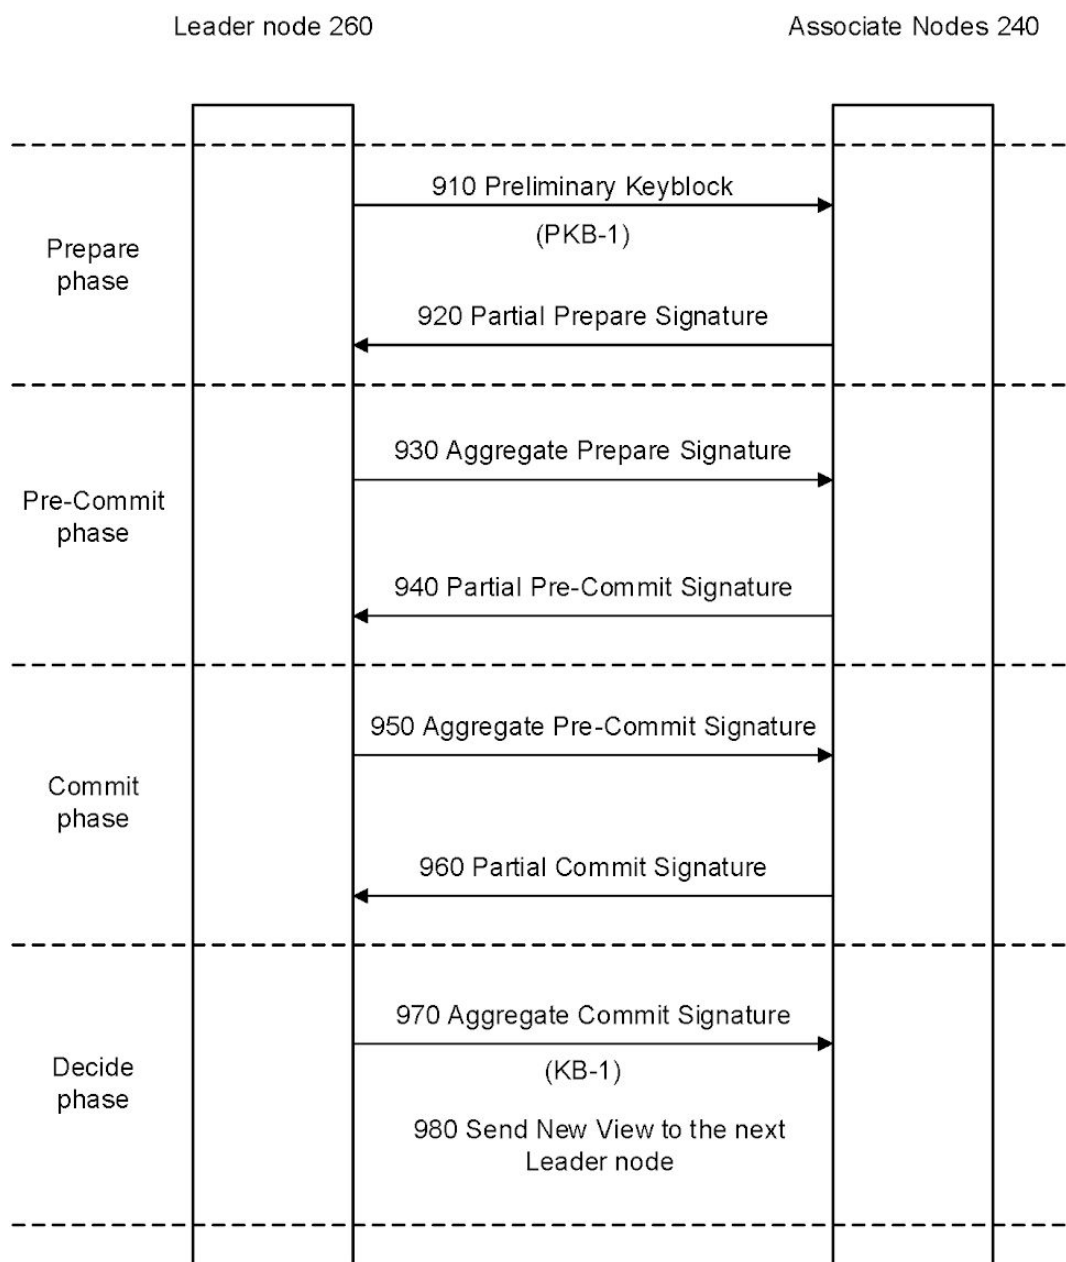 Leader node 260
Associate Nodes 240
910 Preliminary Keyblock
(PKB-1)
Prepare
phase
920 Partial Prepare Signature
930 Aggregate Prepare Signature
Pre-Commit
phase
940 Partial Pre-Commit Signature
950 Aggregate Pre-Commit Signature
Commit
phase
960 Partial Commit Signature
970 Aggregate Commit Signature
(KB-1)
Decide
phase
980 Send New View to the next
Leader node